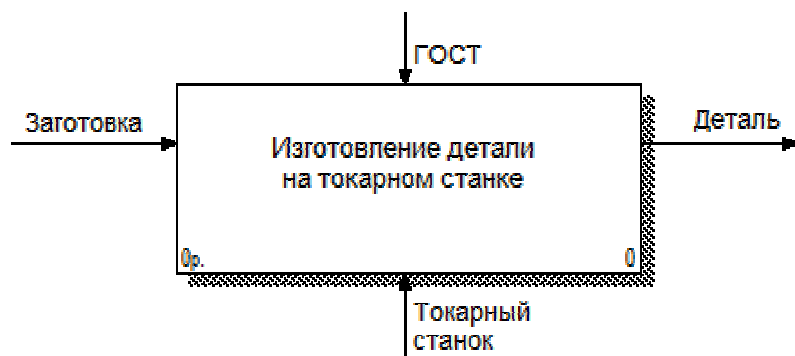 ГОСТ
Заготовка
Деталь
Изготовление детали
на токарном станке
0р.
0
Токарный
станок